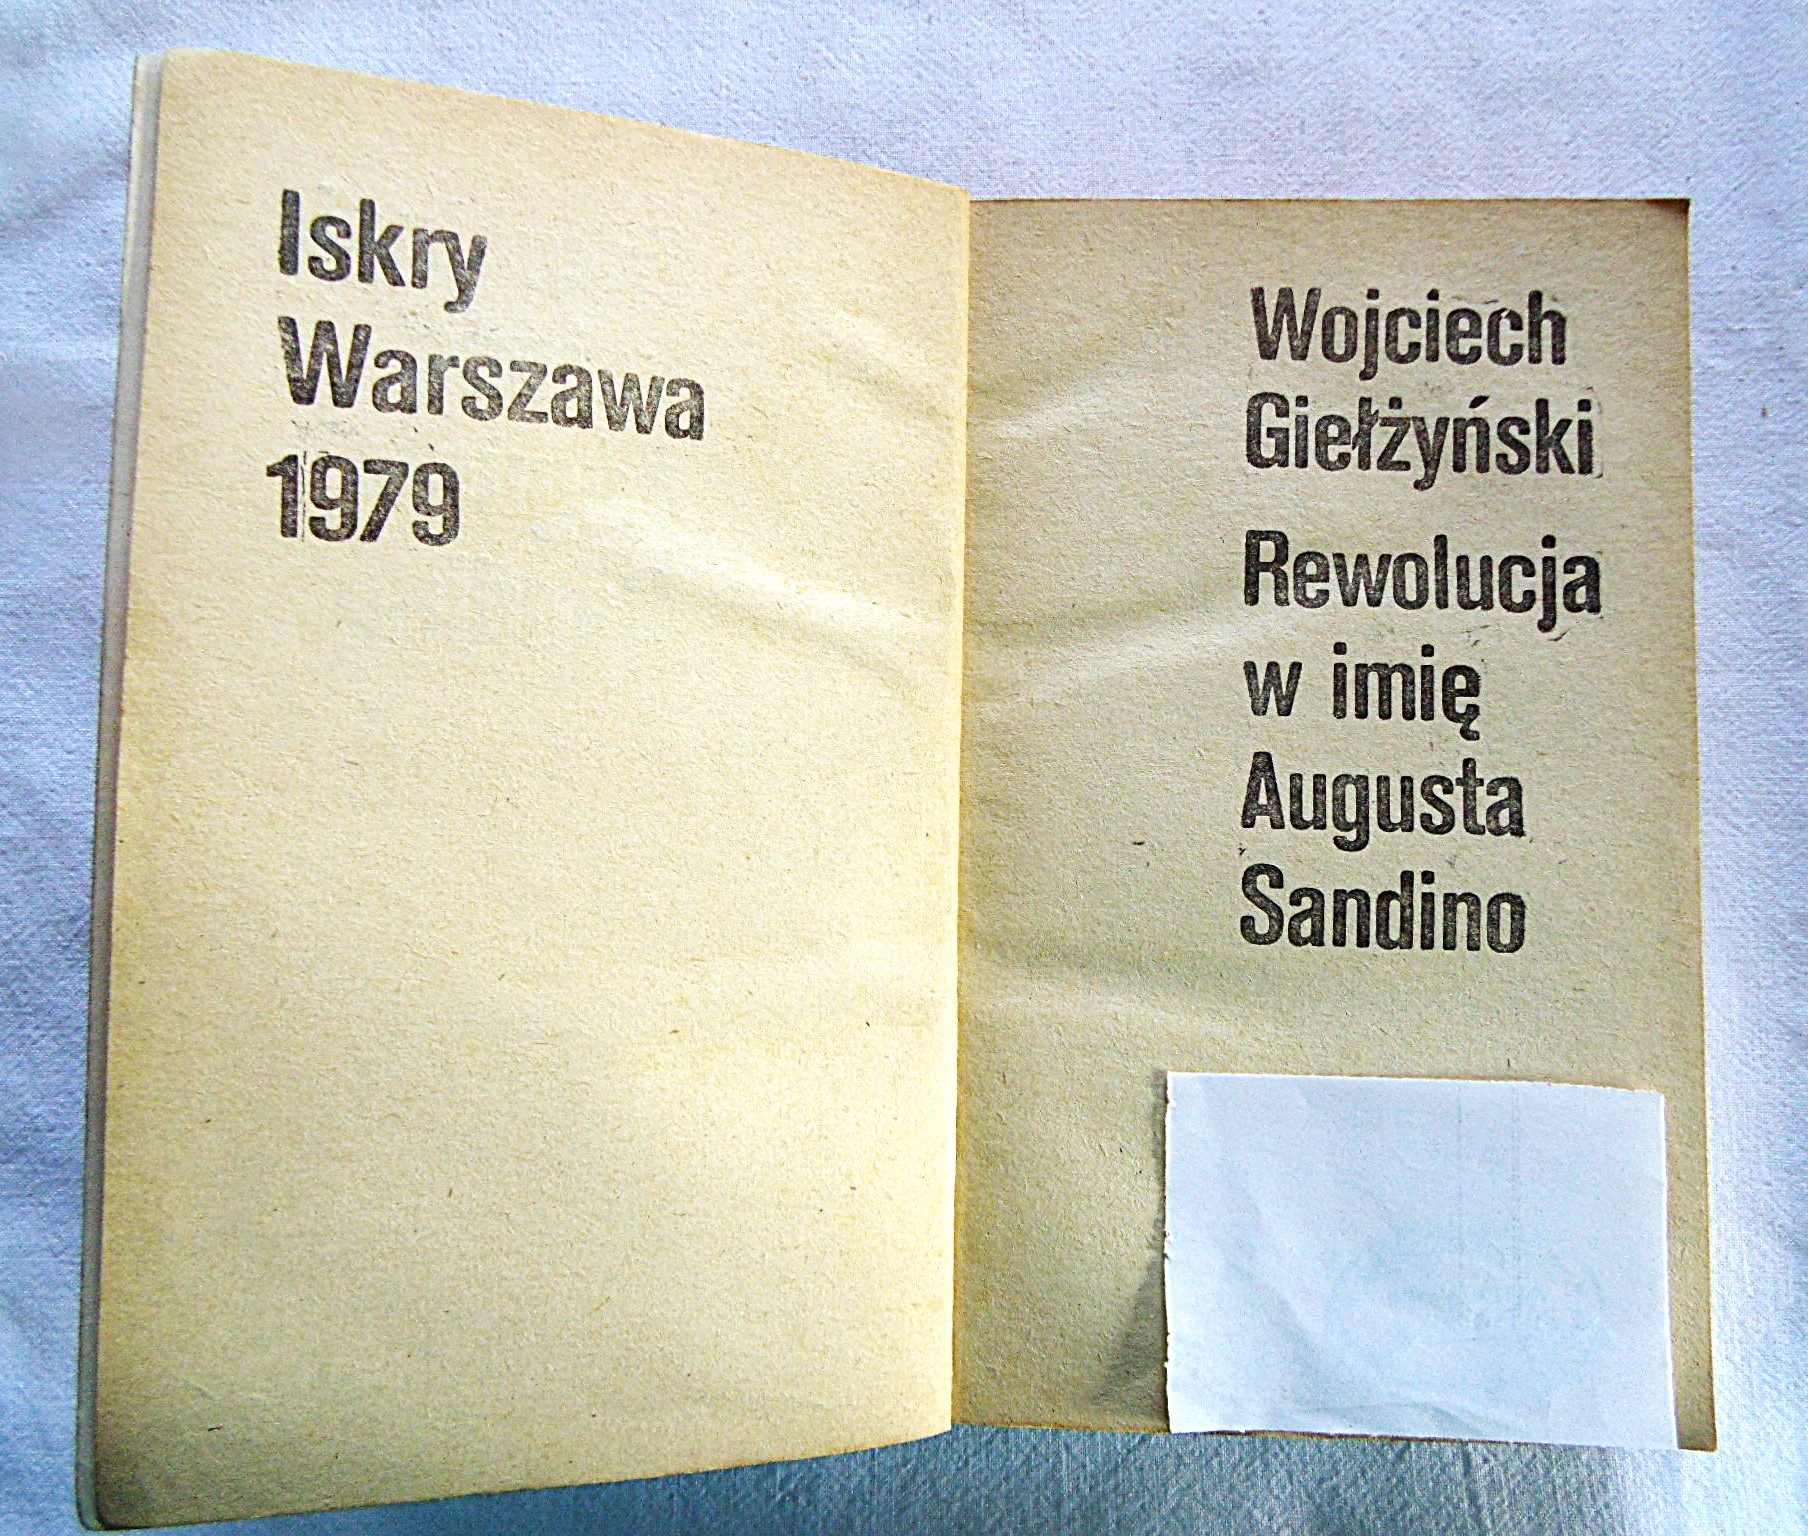 Iskry
Warszawa
1979
Wojciech
Giełżyński
Rewolucja
w imię
Augusta
Sandino